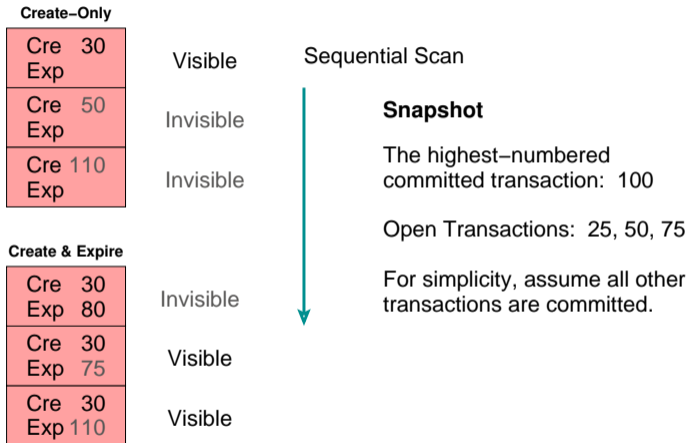 Create–Only
Cre 30
Exp
Visible
Cre 50
Exp
Invisible
Cre 110
Exp
Invisible
Create & Expire
Cre 30
Exp 80
Invisible
Cre 30
Exp 75
Visible
Cre 30
Exp 110
Visible
Sequential Scan
Snapshot
The highest–numbered
committed transaction: 100
Open Transactions: 25, 50, 75
For simplicity, assume all other
transactions are committed.